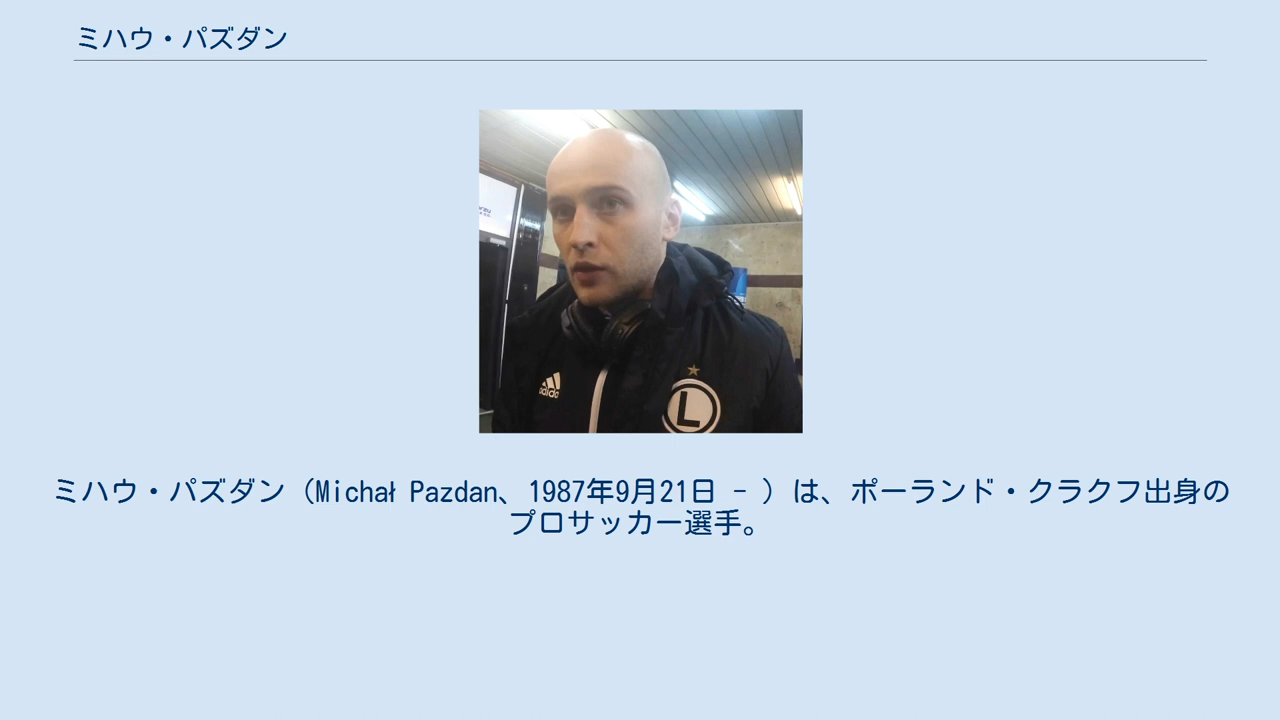 ミハウ・パズダン
adidas
L
ミハウ・パズダン（Michał Pazdan、1987年9月21日 - ）は、ポーランド・クラクフ出身の
プロサッカー選手。